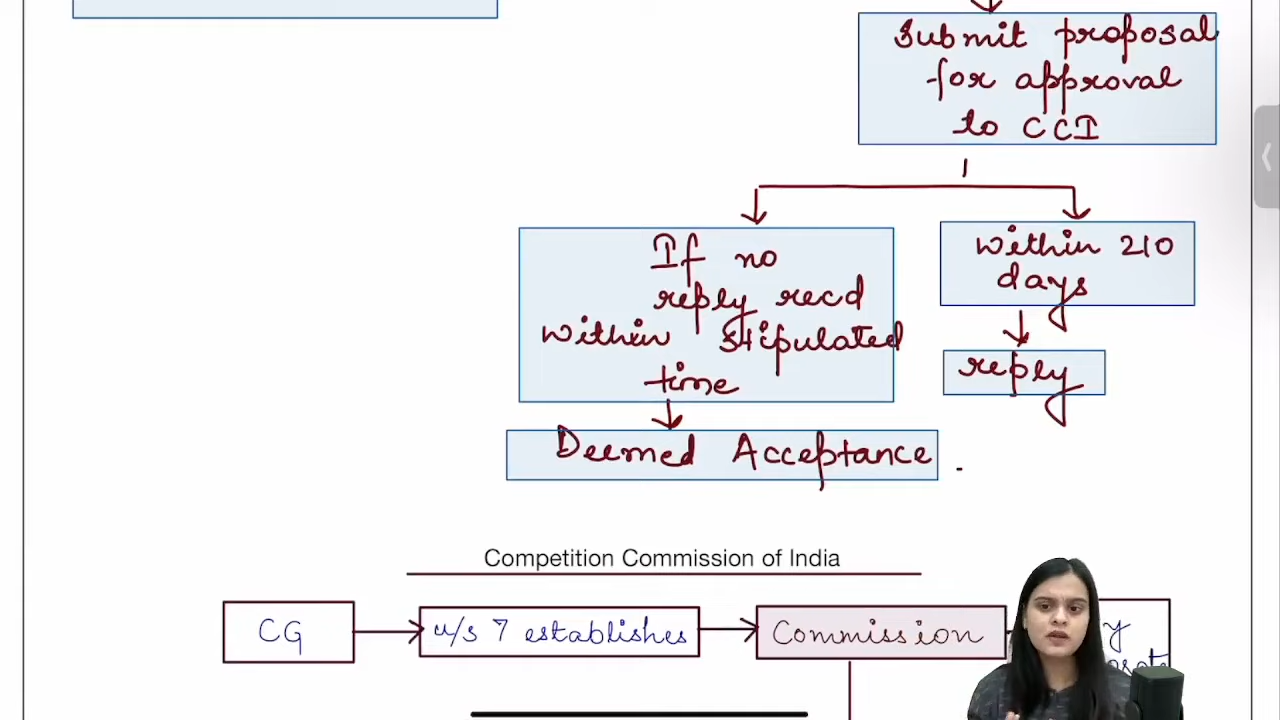 Submit proposal
for approval
to CCI
If no
reply recd
within stipulated
time
Within 210
days
reply
Deemed Acceptance
Competition Commission of India
CG
u/s 7 establishes
Commission